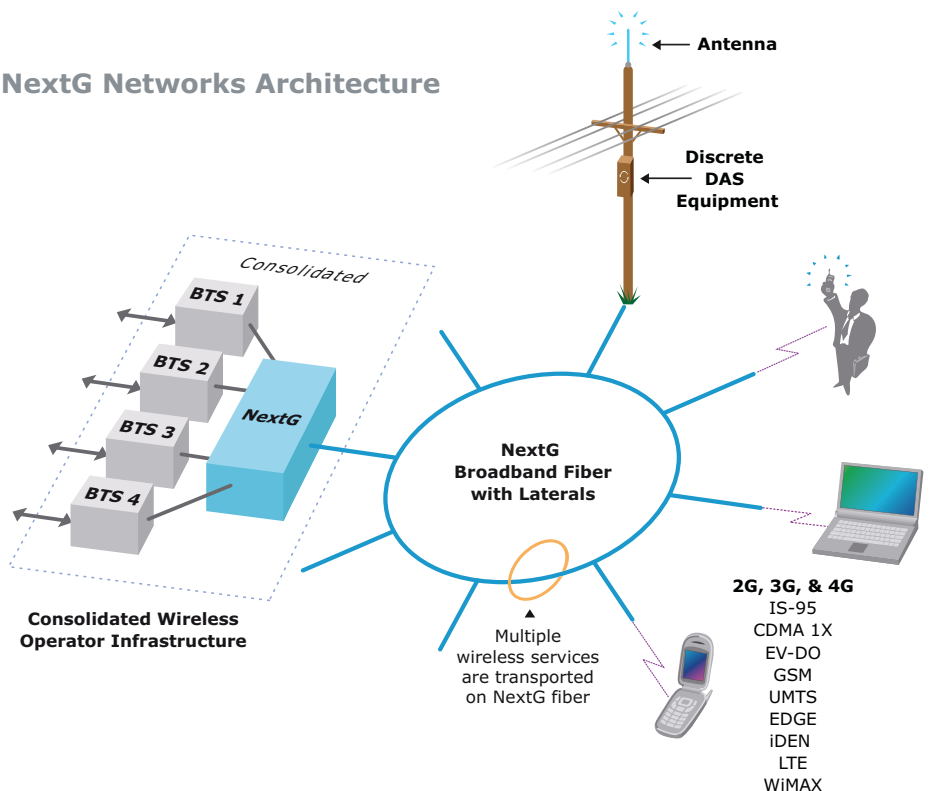 NextG Networks Architecture
Antenna
Discrete
DAS
Equipment
Consolidated
BTS 1
BTS 2
BTS 3
BTS 4
NextG
NextG
Broadband Fiber
with Laterals
Consolidated Wireless
Operator Infrastructure
Multiple
wireless services
are transported
on NextG fiber
2G, 3G, & 4G
IS-95
CDMA 1X
EV-DO
GSM
UMTS
EDGE
iDEN
LTE
WiMAX